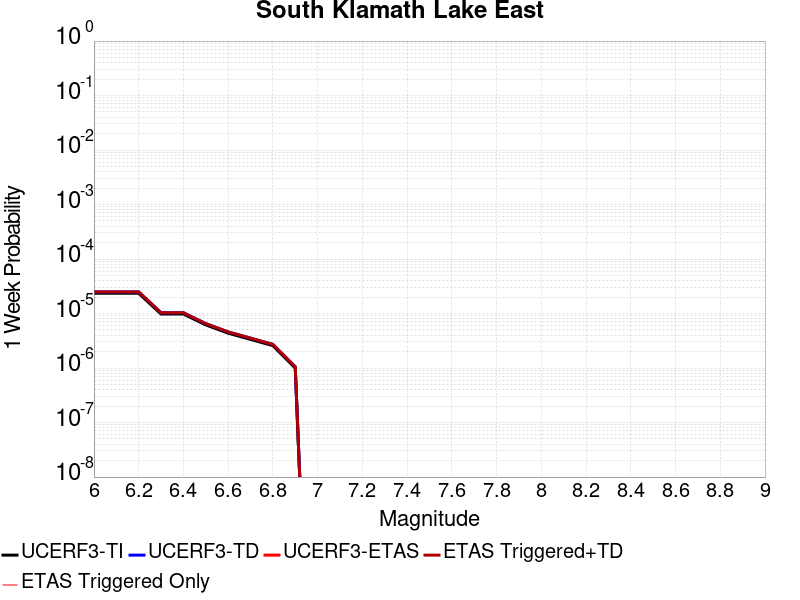 South Klamath Lake East
10 0
10 -1
10 -2
10 -3
10 -4
10 -5
10 -6
10 -7
10 -8
1 Week Probability
6 6.2 6.4 6.6 6.8 7 7.2 7.4 7.6 7.8 8 8.2 8.4 8.6 8.8 9
Magnitude
UCERF3-TI UCERF3-TD UCERF3-ETAS ETAS Triggered+TD
ETAS Triggered Only